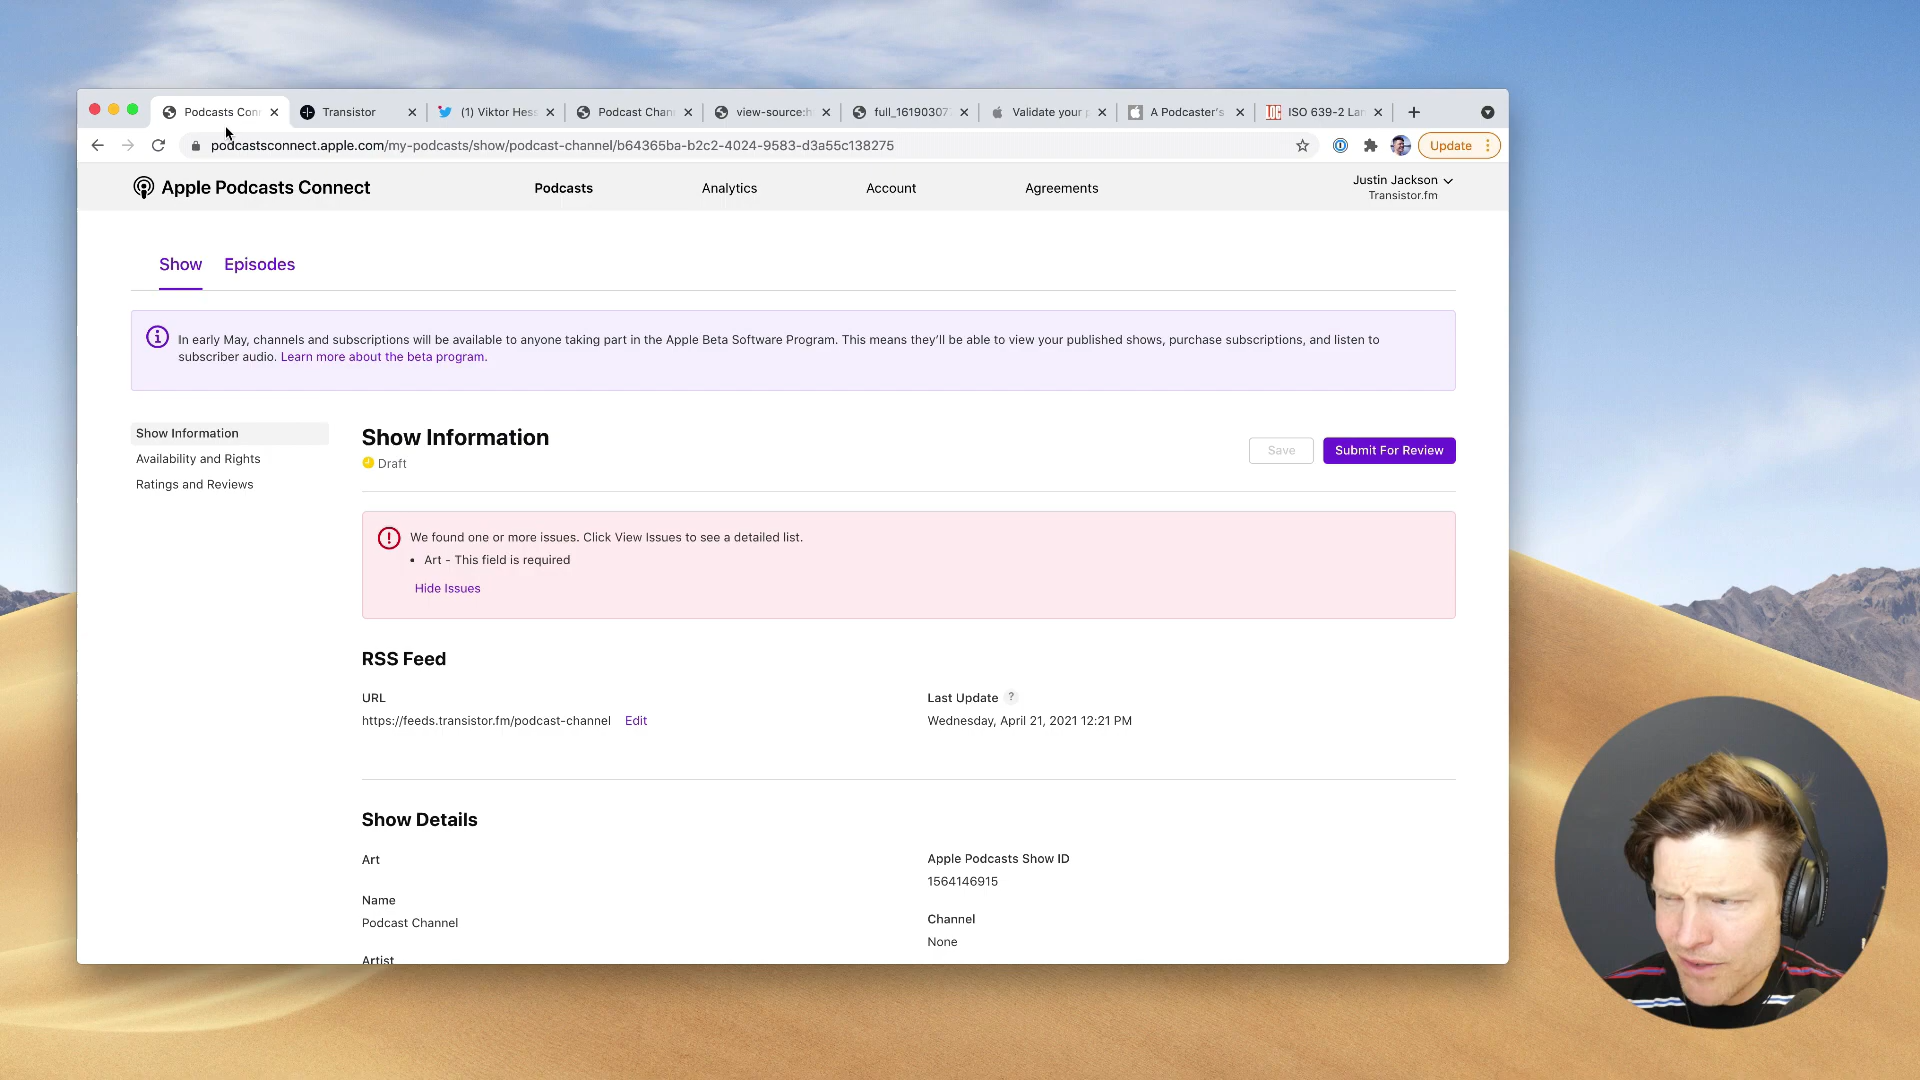 Podcasts Con
Transistor
(1) Viktor Hess
Podcast Chan
view-source:h
full_16190307
Validate your p
A Podcaster's
ISO 639-2 Lan
podcastsconnect.apple.com/my-podcasts/show/podcast-channel/b64365ba-b2c2-4024-9583-d3a55c138275
Update
Apple Podcasts Connect
Podcasts
Analytics
Account
Agreements
Justin Jackson
Transistor.fm
Show
Episodes
In early May, channels and subscriptions will be available to anyone taking part in the Apple Beta Software Program. This means they'll be able to view your published shows, purchase subscriptions, and listen to
subscriber audio. Learn more about the beta program.
Show Information
Availability and Rights
Ratings and Reviews
Show Information
Draft
Save
Submit For Review
We found one or more issues. Click View Issues to see a detailed list.
• Art - This field is required
Hide Issues
RSS Feed
URL
https://feeds.transistor.fm/podcast-channel Edit
Last Update ?
Wednesday, April 21, 2021 12:21 PM
Show Details
Art
Name
Podcast Channel
Artist
Apple Podcasts Show ID
1564146915
Channel
None